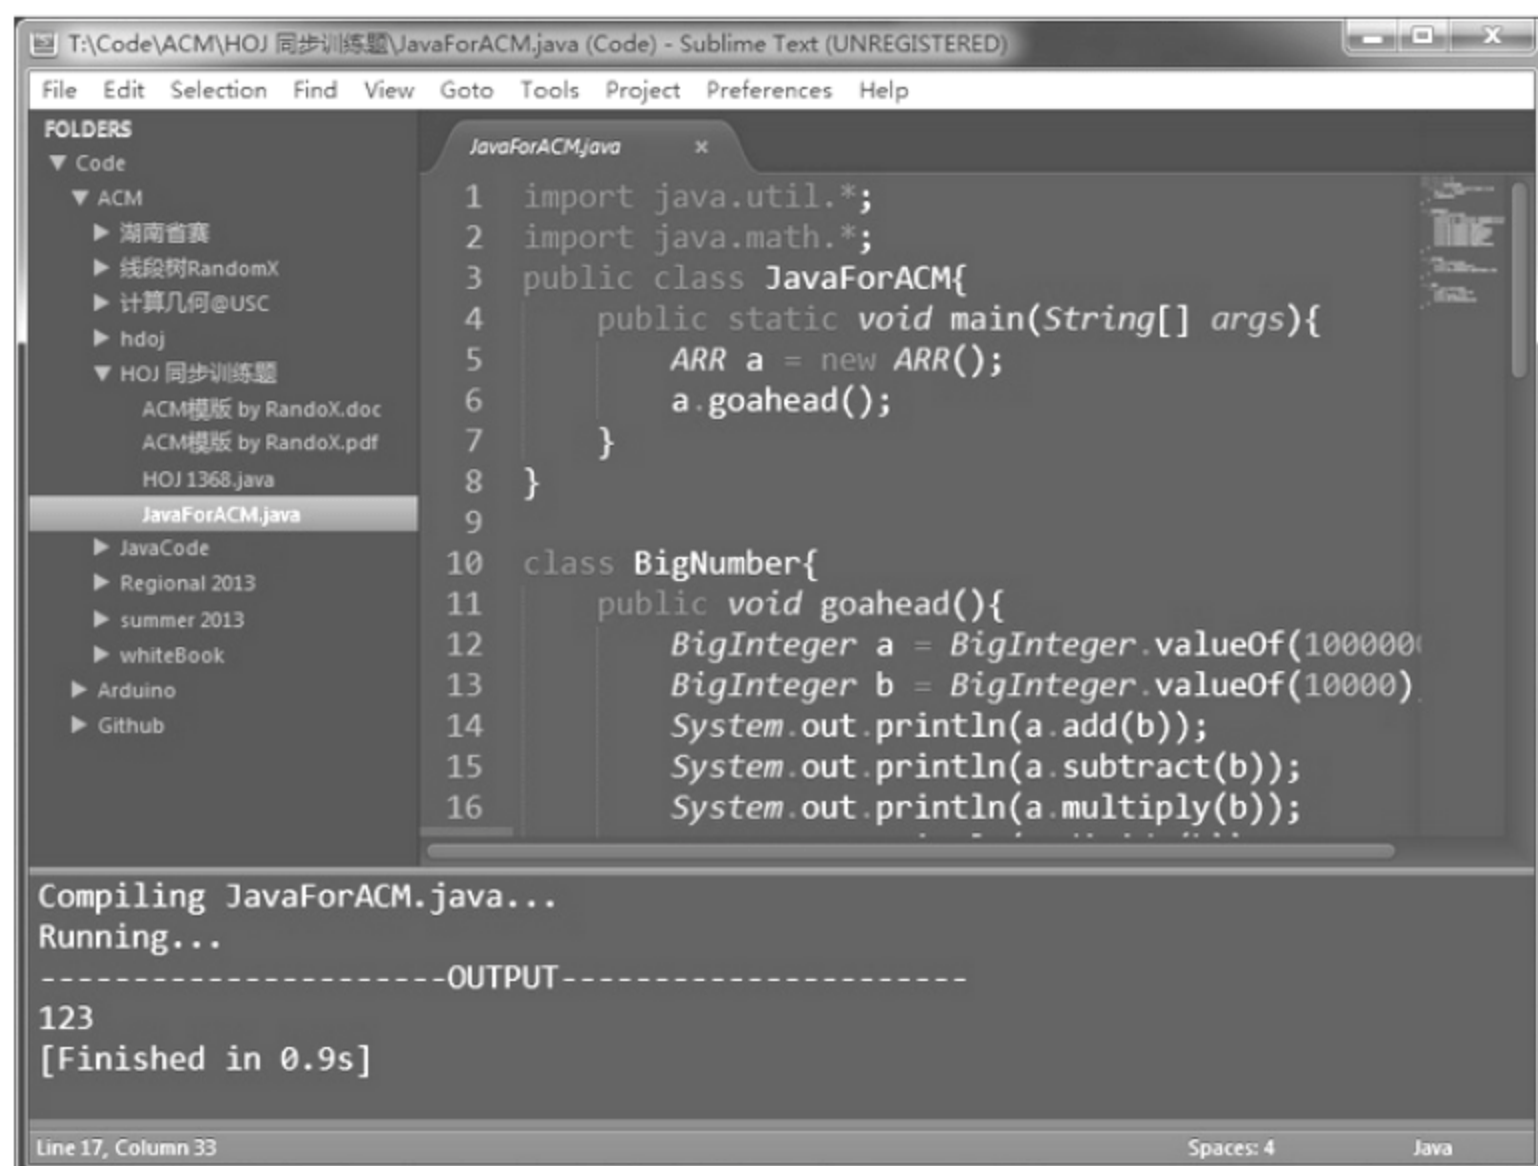 T:\Code\ACM\HOJ 同步训练题\JavaForACM.java (Code) - Sublime Text (UNREGISTERED)
File Edit Selection Find View Goto Tools Project Preferences Help
FOLDERS
Code
ACM
湖南省赛
线段树RandomX
计算几何@USC
hdoj
HOJ 同步训练题
ACM模版 by RandoX.doc
ACM模版 by RandoX.pdf
HOJ 1368.java
JavaForACM.java
JavaCode
Regional 2013
summer 2013
whiteBook
Arduino
Github
JavaForACM.java ×
1 import java.util.*;
2 import java.math.*;
3 public class JavaForACM{
4 public static void main(String[] args){
5 ARR a = new ARR();
6 a.goahead();
7 }
8 }
9
10 class BigNumber{
11 public void goahead(){
12 BigInteger a = BigInteger.valueOf(1000000
13 BigInteger b = BigInteger.valueOf(10000)
14 System.out.println(a.add(b));
15 System.out.println(a.subtract(b));
16 System.out.println(a.multiply(b));
Compiling JavaForACM.java...
Running...
----------------------OUTPUT----------------------
123
[Finished in 0.9s]
Line 17, Column 33 Spaces: 4 Java